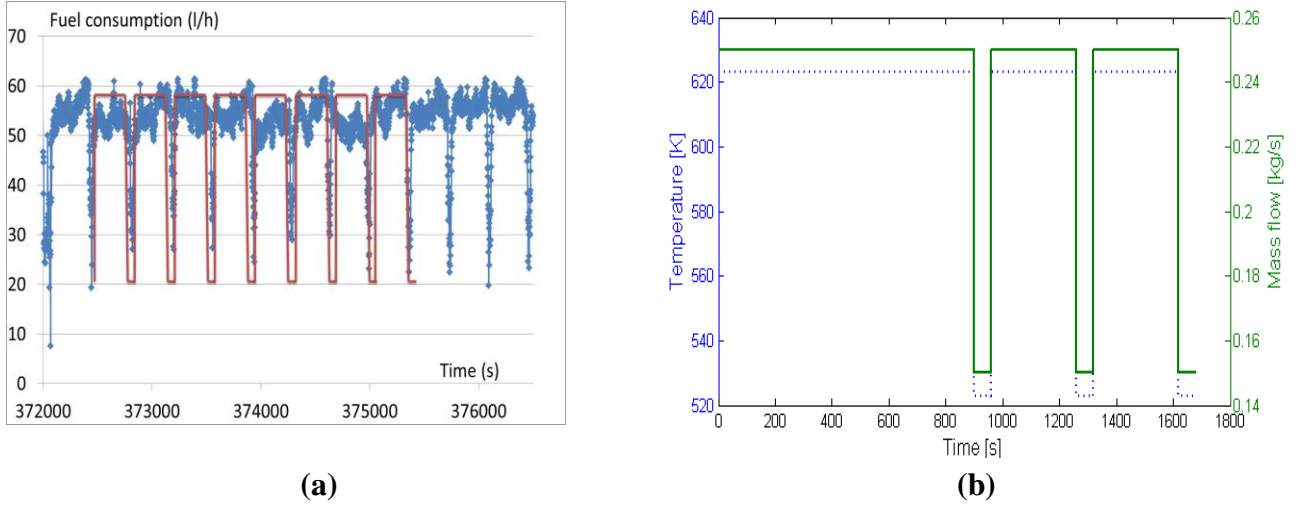 Fuel consumption (l/h)
70
60
50
40
30
20
10
0
Time (s)
372000 373000 374000 375000 376000
(a)
640
620
600
580
560
540
520
Temperature [K]
0.26
0.24
0.22
0.2
0.18
0.16
0.14
Mass flow [kg/s]
0 200 400 600 800 1000 1200 1400 1600 1800
Time [s]
(b)